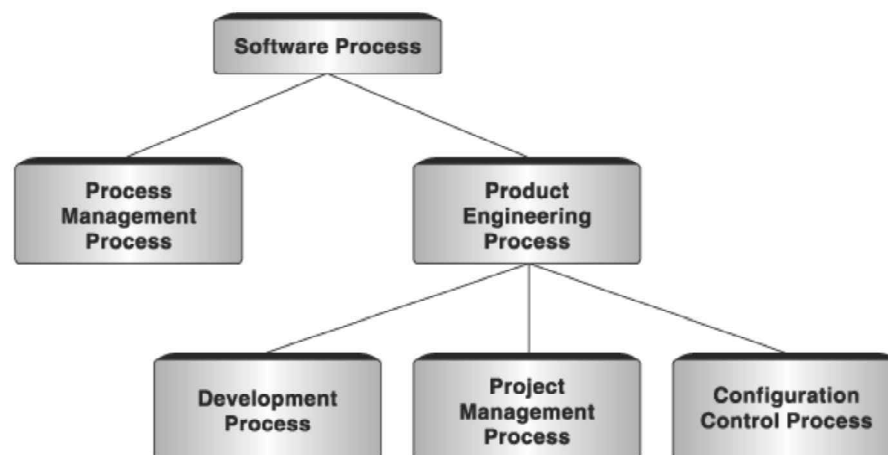 Software Process
Process
Management
Process
Product
Engineering
Process
Development
Process
Project
Management
Process
Configuration
Control Process